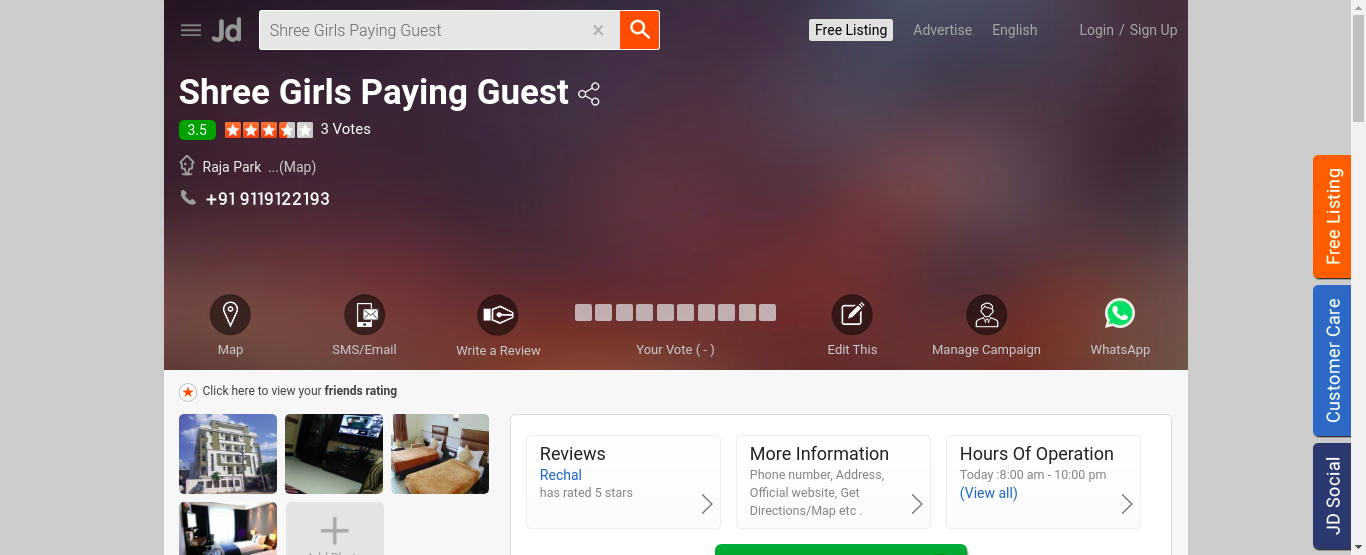 Jd
Shree Girls Paying Guest
Free Listing
Advertise
English
Login / Sign Up
Shree Girls Paying Guest
3.5
3 Votes
Raja Park ...(Map)
+91 9119122193
Map
SMS/Email
Write a Review
Your Vote ( - )
Edit This
Manage Campaign
WhatsApp
Click here to view your friends rating
Reviews
Rechal
has rated 5 stars
More Information
Phone number, Address,
Official website, Get
Directions/Map etc .
Hours Of Operation
Today :8:00 am - 10:00 pm
(View all)
Free Listing
Customer Care
JD Social